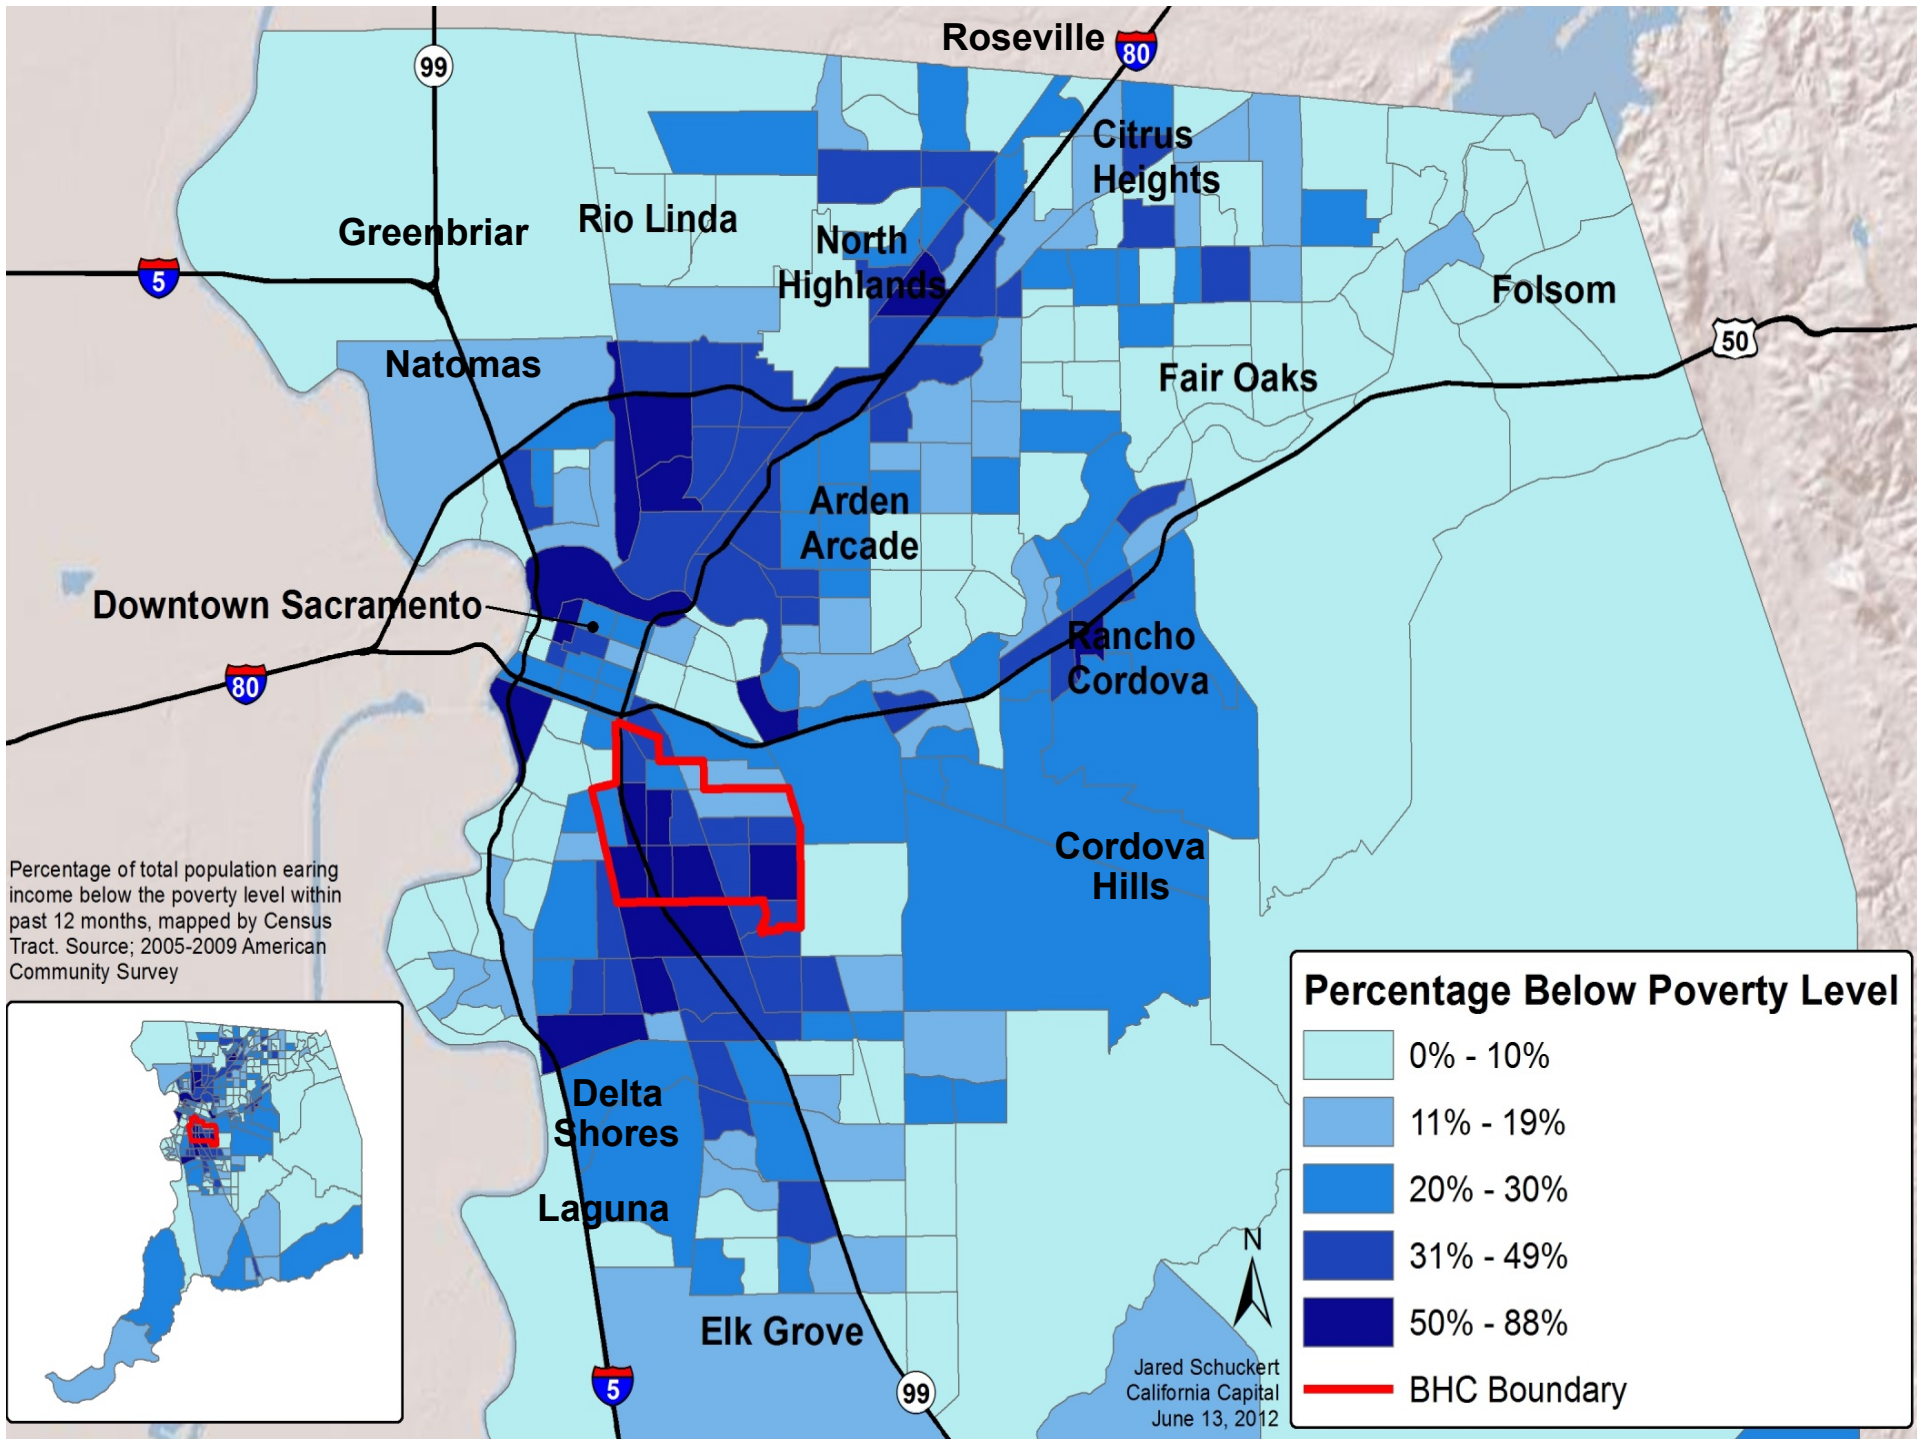 Roseville
80
99
Citrus
Heights
Greenbriar
Rio Linda
North
Highlands
5
Folsom
50
Natomas
Fair Oaks
Arden
Arcade
Downtown Sacramento
Rancho
Cordova
80
Cordova
Hills
Percentage of total population earing
income below the poverty level within
past 12 months, mapped by Census
Tract. Source; 2005-2009 American
Community Survey
Delta
Shores
Laguna
Elk Grove
5
99
N
Jared Schuckert
California Capital
June 13, 2012
Percentage Below Poverty Level
0% - 10%
11% - 19%
20% - 30%
31% - 49%
50% - 88%
BHC Boundary